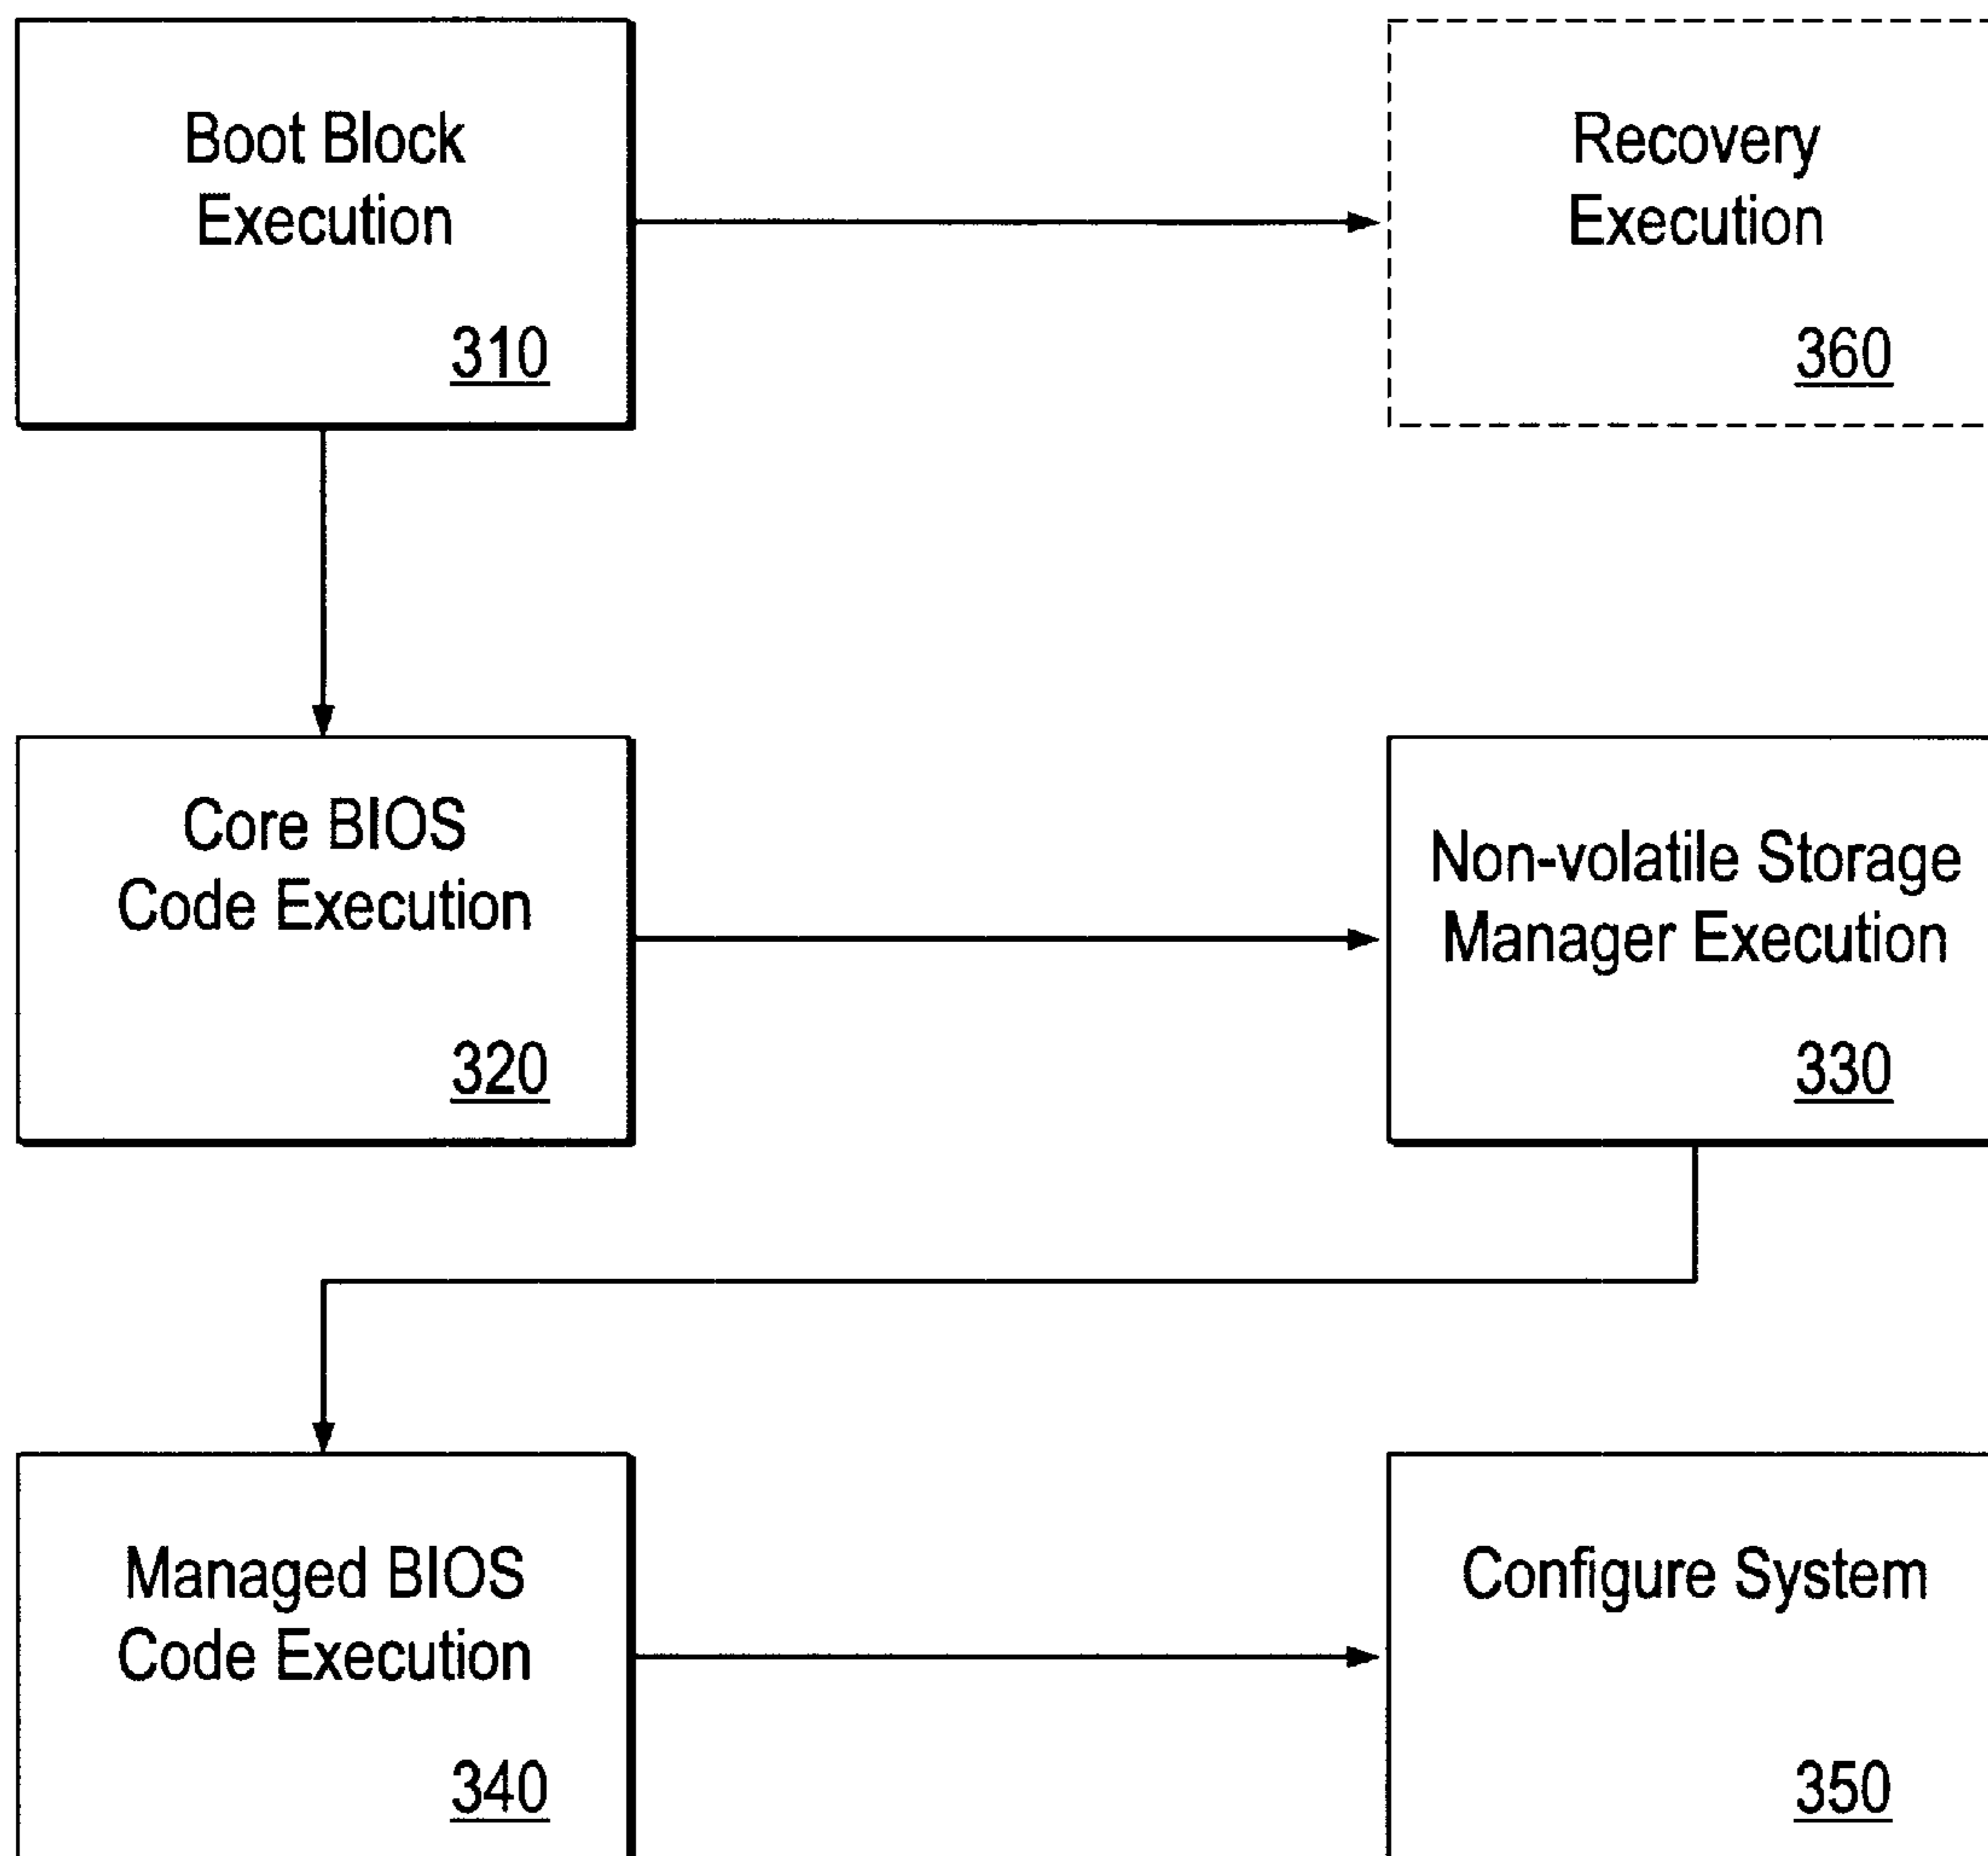 Boot Block
Execution
310
Recovery
Execution
360
Core BIOS
Code Execution
320
Non-volatile Storage
Manager Execution
330
Managed BIOS
Code Execution
340
Configure System
350